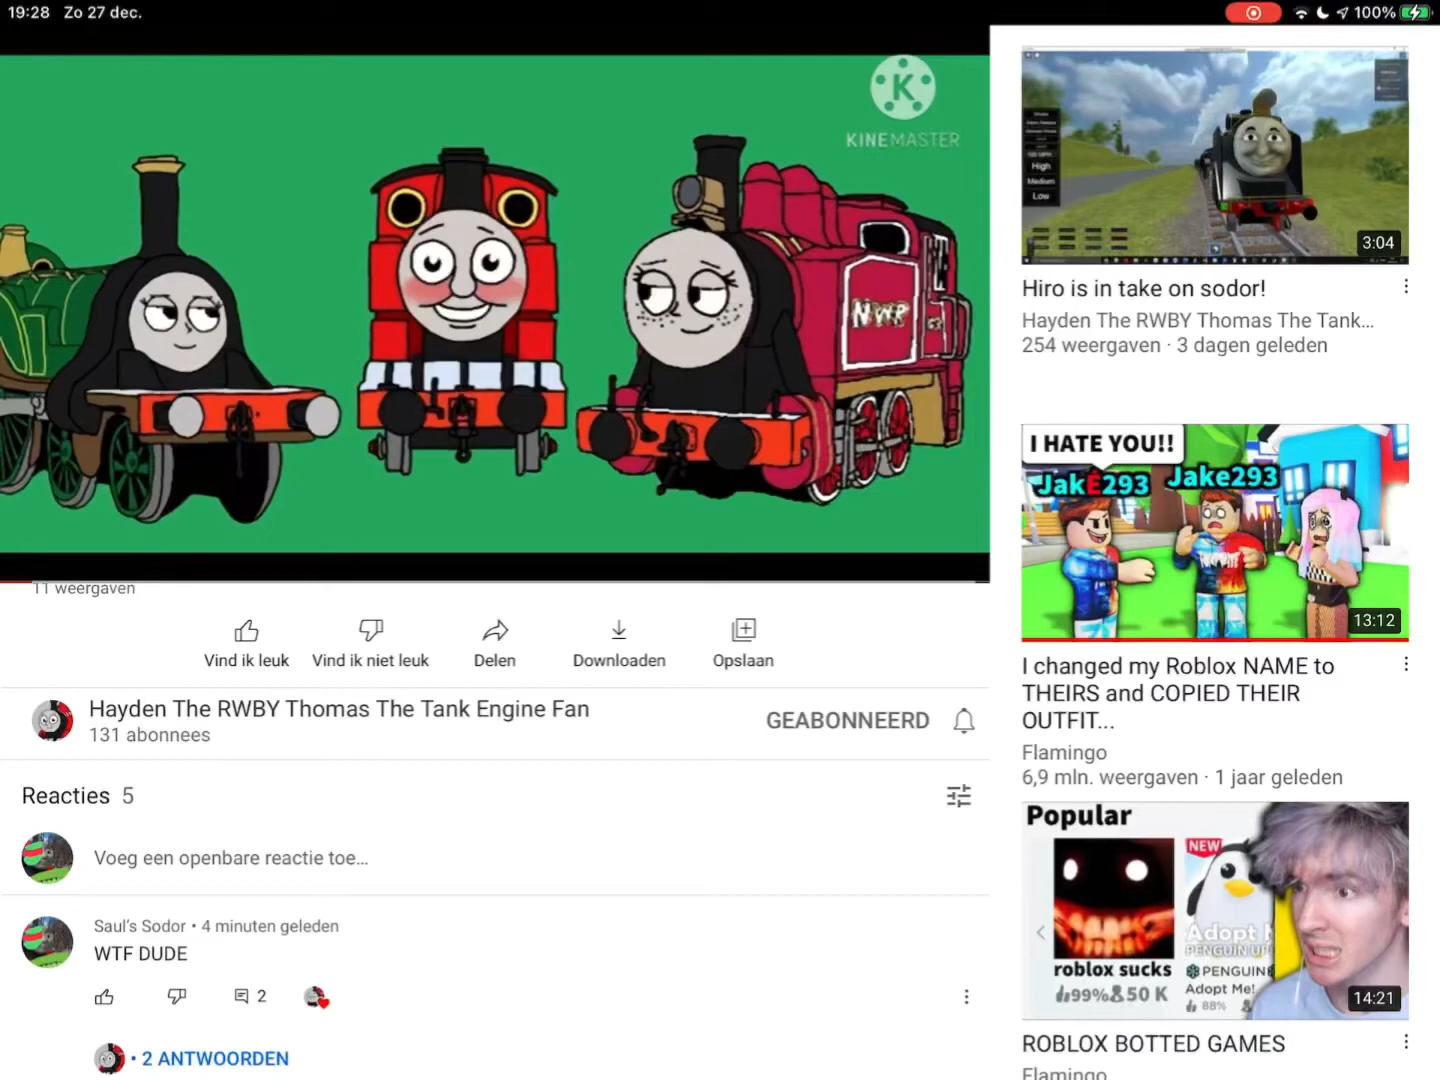 19:28 Zo 27 dec.
100%
K
KINEMASTER
NWR
11 weergaven
Vind ik leuk
Vind ik niet leuk
Delen
Downloaden
Opslaan
Hayden The RWBY Thomas The Tank Engine Fan
131 abonnees
GEABONNEERD
Reacties 5
Voeg een openbare reactie toe...
Saul's Sodor • 4 minuten geleden
WTF DUDE
2
• 2 ANTWOORDEN
High
Medium
Low
3:04
Hiro is in take on sodor!
Hayden The RWBY Thomas The Tank...
254 weergaven · 3 dagen geleden
I HATE YOU!!
JakE293
Jake293
13:12
I changed my Roblox NAME to
THEIRS and COPIED THEIR
OUTFIT...
Flamingo
6,9 mln. weergaven · 1 jaar geleden
Popular
NEW
roblox sucks
99% 50 K
PENGUIN
Adopt Me!
88%
14:21
ROBLOX BOTTED GAMES
Flamingo